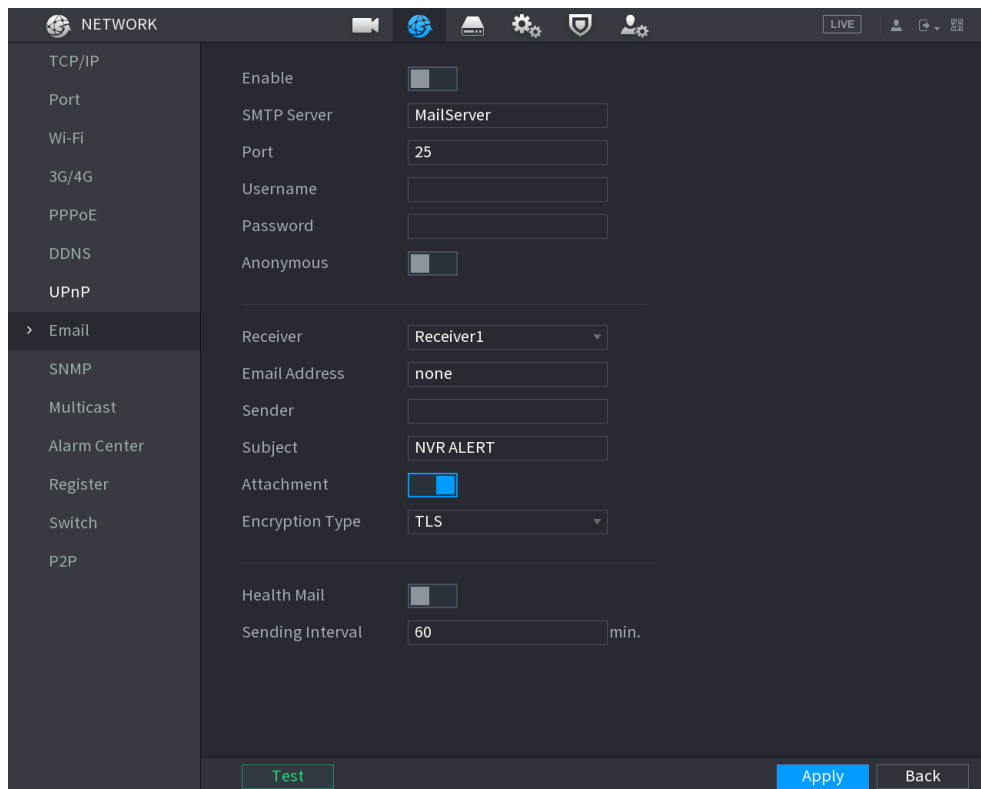 NETWORK LIVE
TCP/IP
Port
Wi-Fi
3G/4G
PPPoE
DDNS
UPnP
Email
SNMP
Multicast
Alarm Center
Register
Switch
P2P
Enable
SMTP Server MailServer
Port 25
Username
Password
Anonymous
Receiver Receiver1
Email Address none
Sender
Subject NVR ALERT
Attachment
Encryption Type TLS
Health Mail
Sending Interval 60 min.
Test Apply Back